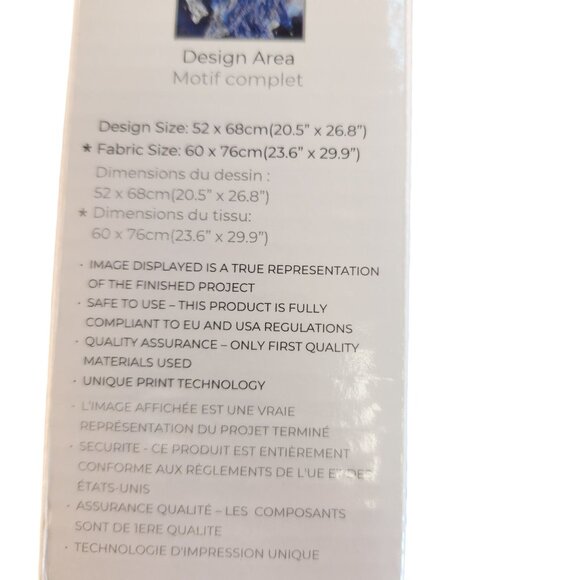 Design Area
Motif complet
Design Size: 52 x 68cm(20.5" x 26.8")
* Fabric Size: 60 x 76cm(23.6" x 29.9")
Dimensions du dessin :
52 x 68cm(20.5" x 26.8")
* Dimensions du tissu:
60 x 76cm(23.6" x 29.9")
· IMAGE DISPLAYED IS A TRUE REPRESENTATION
OF THE FINISHED PROJECT
· SAFE TO USE – THIS PRODUCT IS FULLY
COMPLIANT TO EU AND USA REGULATIONS
· QUALITY ASSURANCE – ONLY FIRST QUALITY
MATERIALS USED
· UNIQUE PRINT TECHNOLOGY
· L'IMAGE AFFICHÉE EST UNE VRAIE
REPRÉSENTATION DU PROJET TERMINÉ
· SECURITE - CE PRODUIT EST ENTIÈREMENT
CONFORME AUX RÈGLEMENTS DE L'UE ET DES
ÉTATS-UNIS
· ASSURANCE QUALITÉ – LES COMPOSANTS
SONT DE 1ERE QUALITE
· TECHNOLOGIE D'IMPRESSION UNIQUE